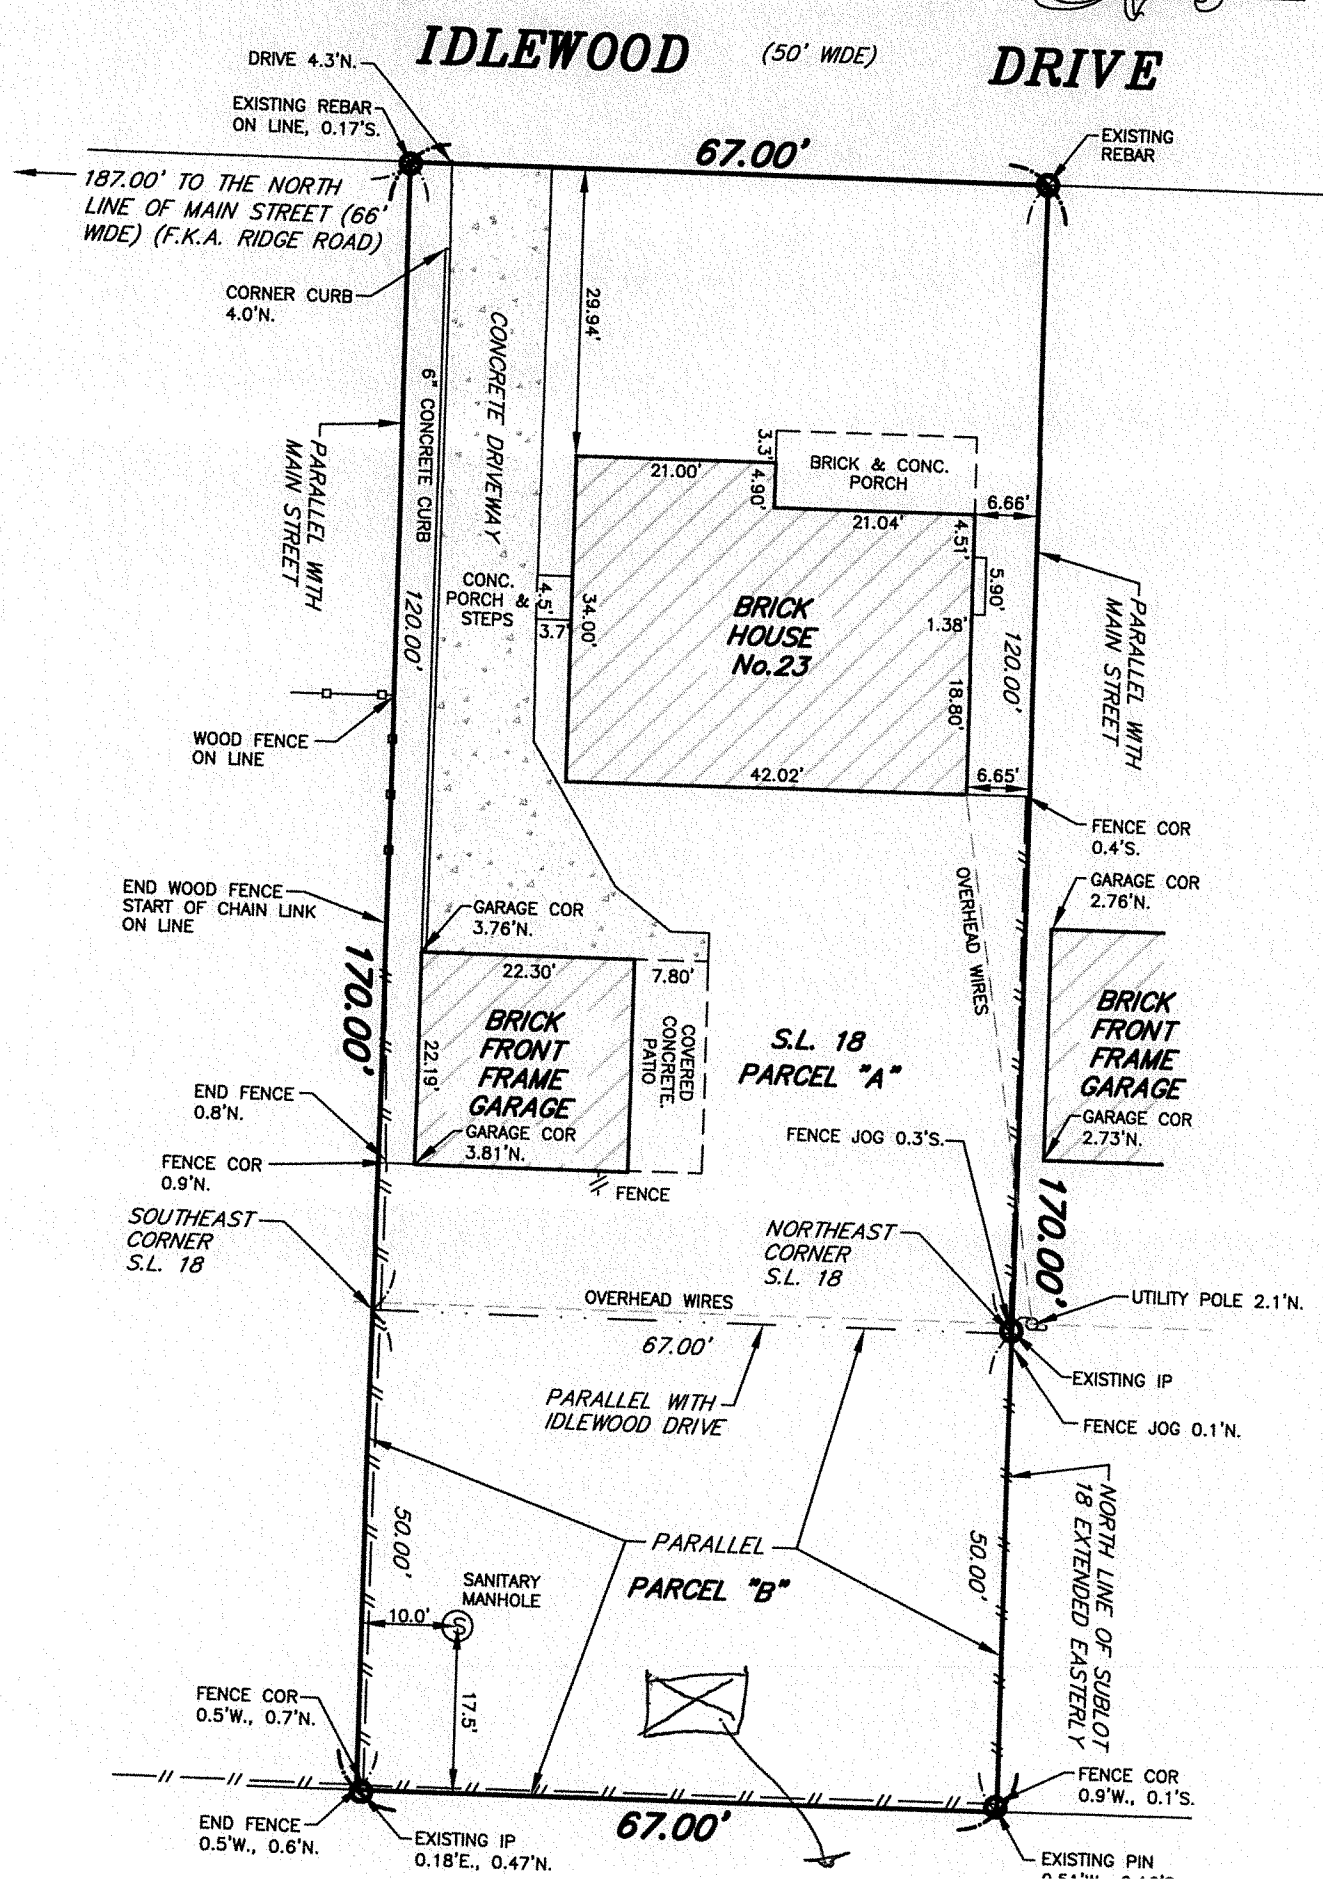 IDLEWOOD (50' WIDE) DRIVE
DRIVE 4.3'N.
EXISTING REBAR
ON LINE, 0.17'S.
67.00'
EXISTING
REBAR
187.00' TO THE NORTH
LINE OF MAIN STREET (66'
WIDE) (F.K.A. RIDGE ROAD)
CORNER CURB
4.0'N.
29.94'
CONCRETE DRIVEWAY
6" CONCRETE CURB
PARALLEL WITH
MAIN STREET
120.00'
3.3'
BRICK & CONC.
PORCH
21.00'
4.90'
21.04'
6.66'
4.51'
5.90'
1.38'
18.80'
CONC.
PORCH &
STEPS
4.5'
3.7'
34.00'
BRICK
HOUSE
No.23
120.00'
PARALLEL WITH
MAIN STREET
WOOD FENCE
ON LINE
42.02'
6.65'
FENCE COR
0.4'S.
END WOOD FENCE
START OF CHAIN LINK
ON LINE
GARAGE COR
3.76'N.
OVERHEAD WIRES
GARAGE COR
2.76'N.
170.00'
22.30'
7.80'
BRICK
FRONT
FRAME
GARAGE
22.19'
COVERED
CONCRETE.
PATIO
S.L. 18
PARCEL "A"
BRICK
FRONT
FRAME
GARAGE
END FENCE
0.8'N.
GARAGE COR
3.81'N.
FENCE JOG 0.3'S.
GARAGE COR
2.73'N.
FENCE COR
0.9'N.
FENCE
170.00'
SOUTHEAST
CORNER
S.L. 18
NORTHEAST
CORNER
S.L. 18
OVERHEAD WIRES
UTILITY POLE 2.1'N.
67.00'
EXISTING IP
PARALLEL WITH
IDLEWOOD DRIVE
FENCE JOG 0.1'N.
50.00'
PARALLEL
PARCEL "B"
50.00'
NORTH LINE OF SUBLOT
18 EXTENDED EASTERLY
SANITARY
MANHOLE
10.0'
S
17.5'
FENCE COR
0.5'W., 0.7'N.
FENCE COR
0.9'W., 0.1'S.
END FENCE
0.5'W., 0.6'N.
EXISTING IP
0.18'E., 0.47'N.
67.00'
EXISTING PIN